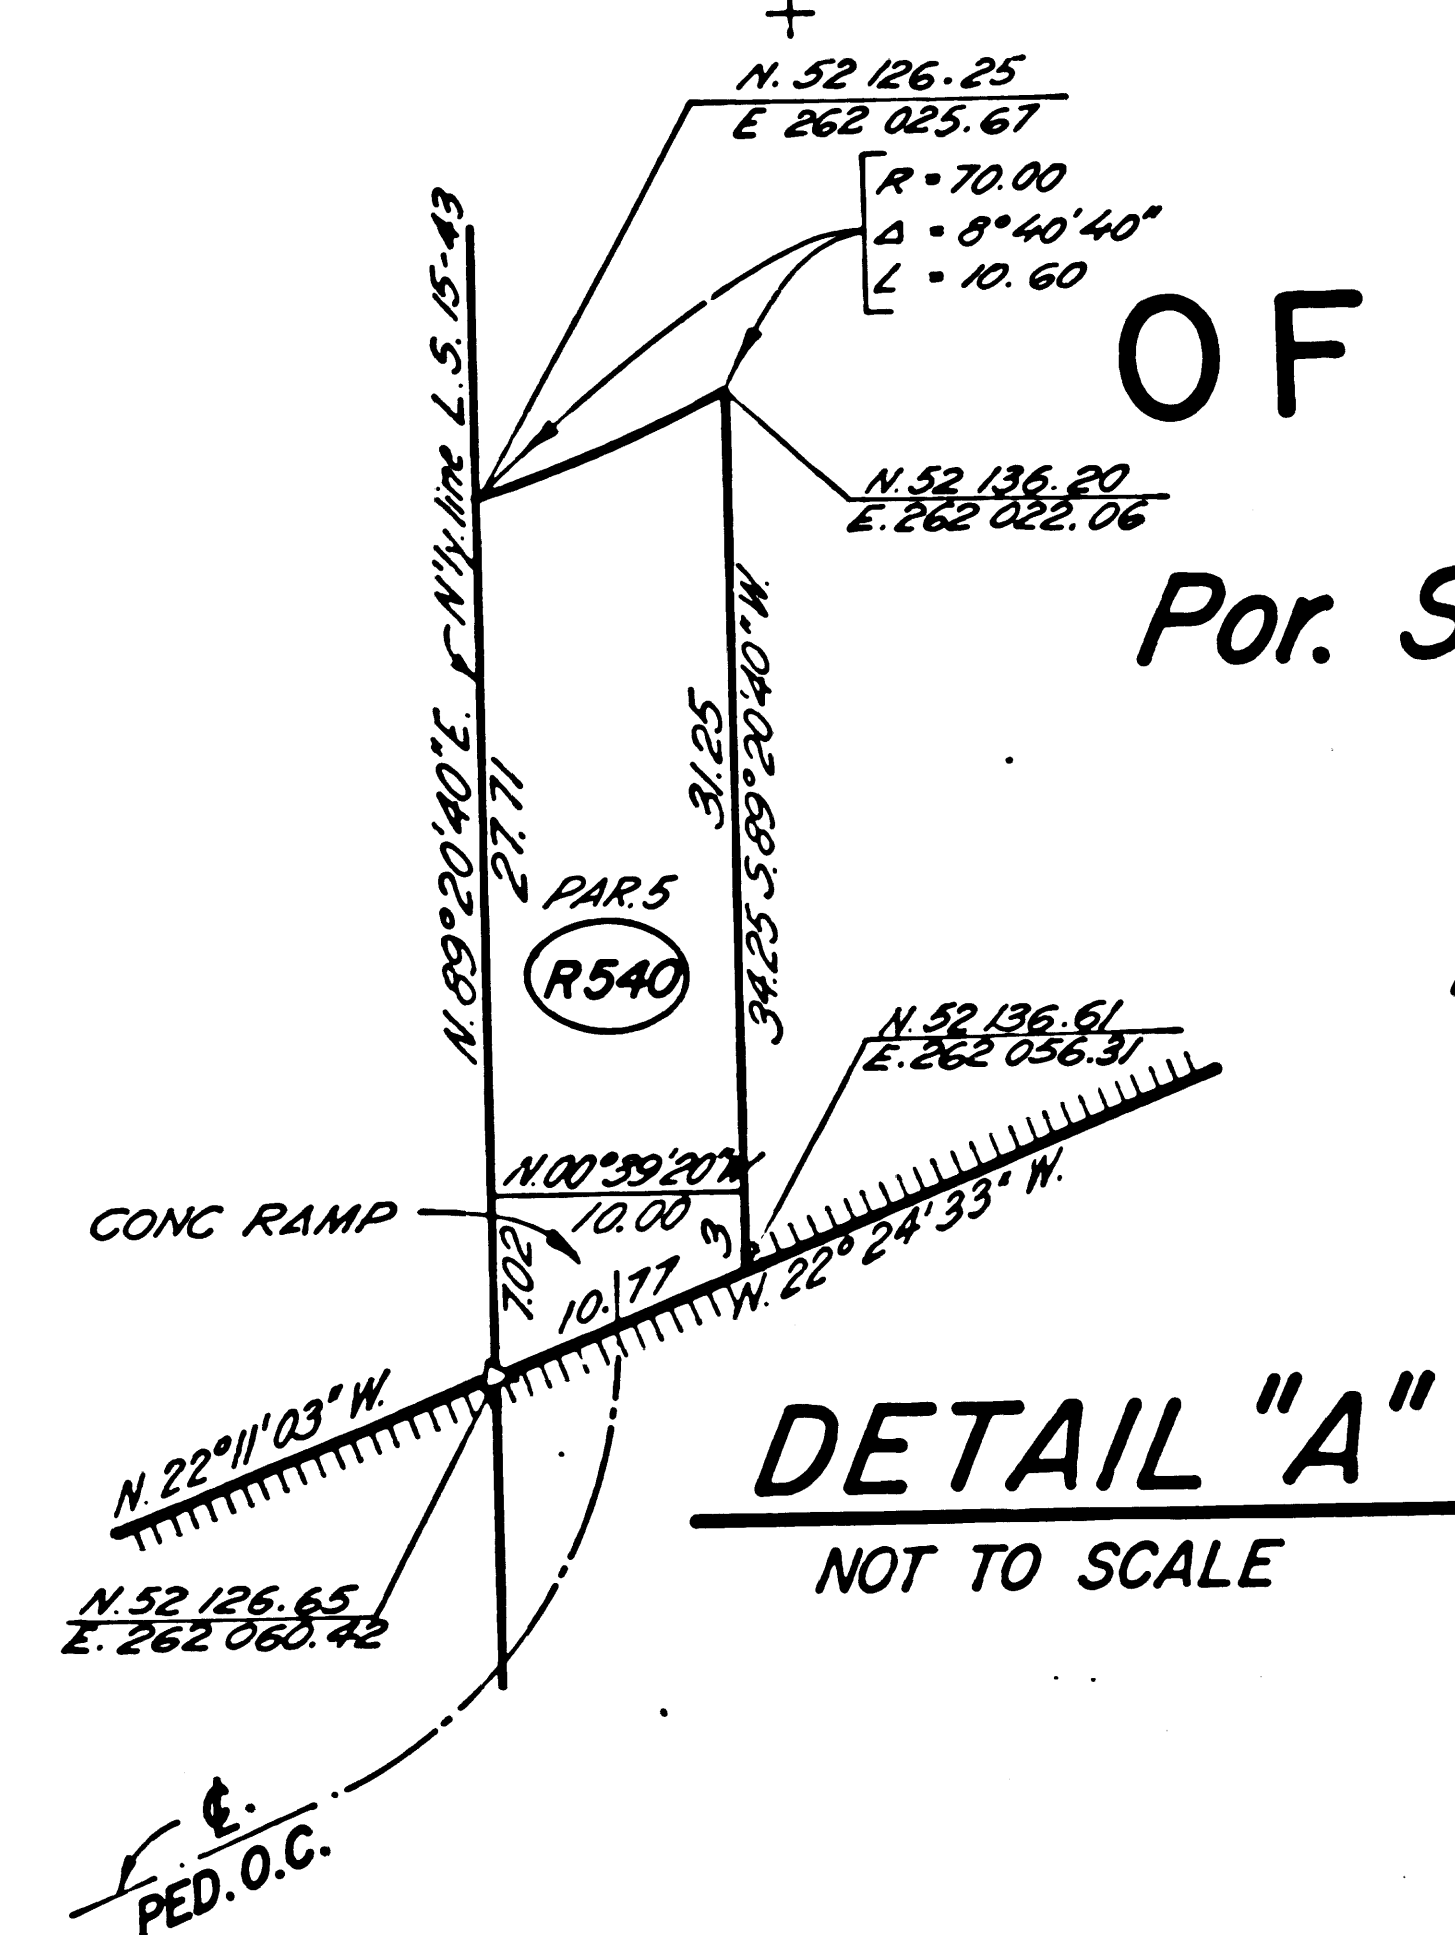 N. 52 126.25
E 262 025.67
R = 70.00
Δ = 8°40'40"
L = 10.60
OF
N'ly. line L.S. 15-43
N. 52 136.20
E. 262 022.06
Por. S
N. 89°20'40" E.
27.71
31.25
34.25 S. 89°20'40" W.
PAR. 5
R540
N. 52 136.61
E. 262 056.31
N. 00°39'20" W
CONC RAMP
10.00
7.02
3
10.77
N. 22° 24' 33" W.
N. 22° 11' 03" W.
DETAIL "A"
NOT TO SCALE
N. 52 126.65
E. 262 060.42
℄.
PED. O.C.